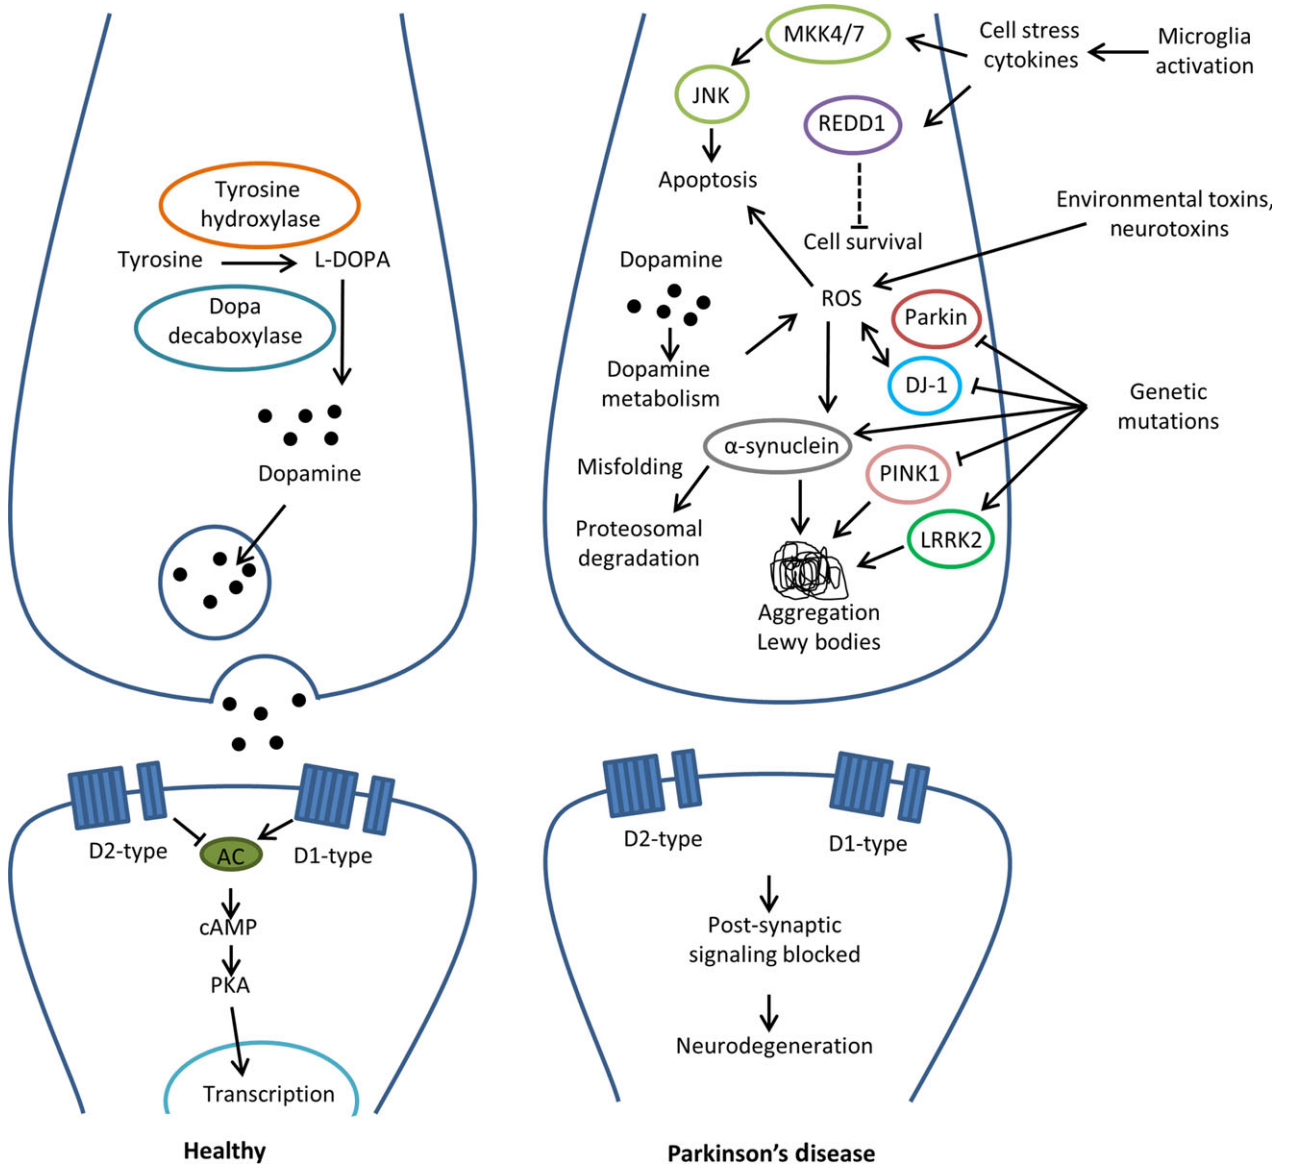 Tyrosine
hydroxylase
Tyrosine
L-DOPA
Dopa
decaboxylase
Dopamine
D2-type
AC
D1-type
cAMP
PKA
Transcription
Healthy
MKK4/7
Cell stress
cytokines
Microglia
activation
JNK
REDD1
Apoptosis
Environmental toxins,
neurotoxins
Cell survival
Dopamine
ROS
Parkin
Dopamine
metabolism
DJ-1
Genetic
mutations
α-synuclein
Misfolding
PINK1
Proteosomal
degradation
LRRK2
Aggregation
Lewy bodies
D2-type
D1-type
Post-synaptic
signaling blocked
Neurodegeneration
Parkinson's disease